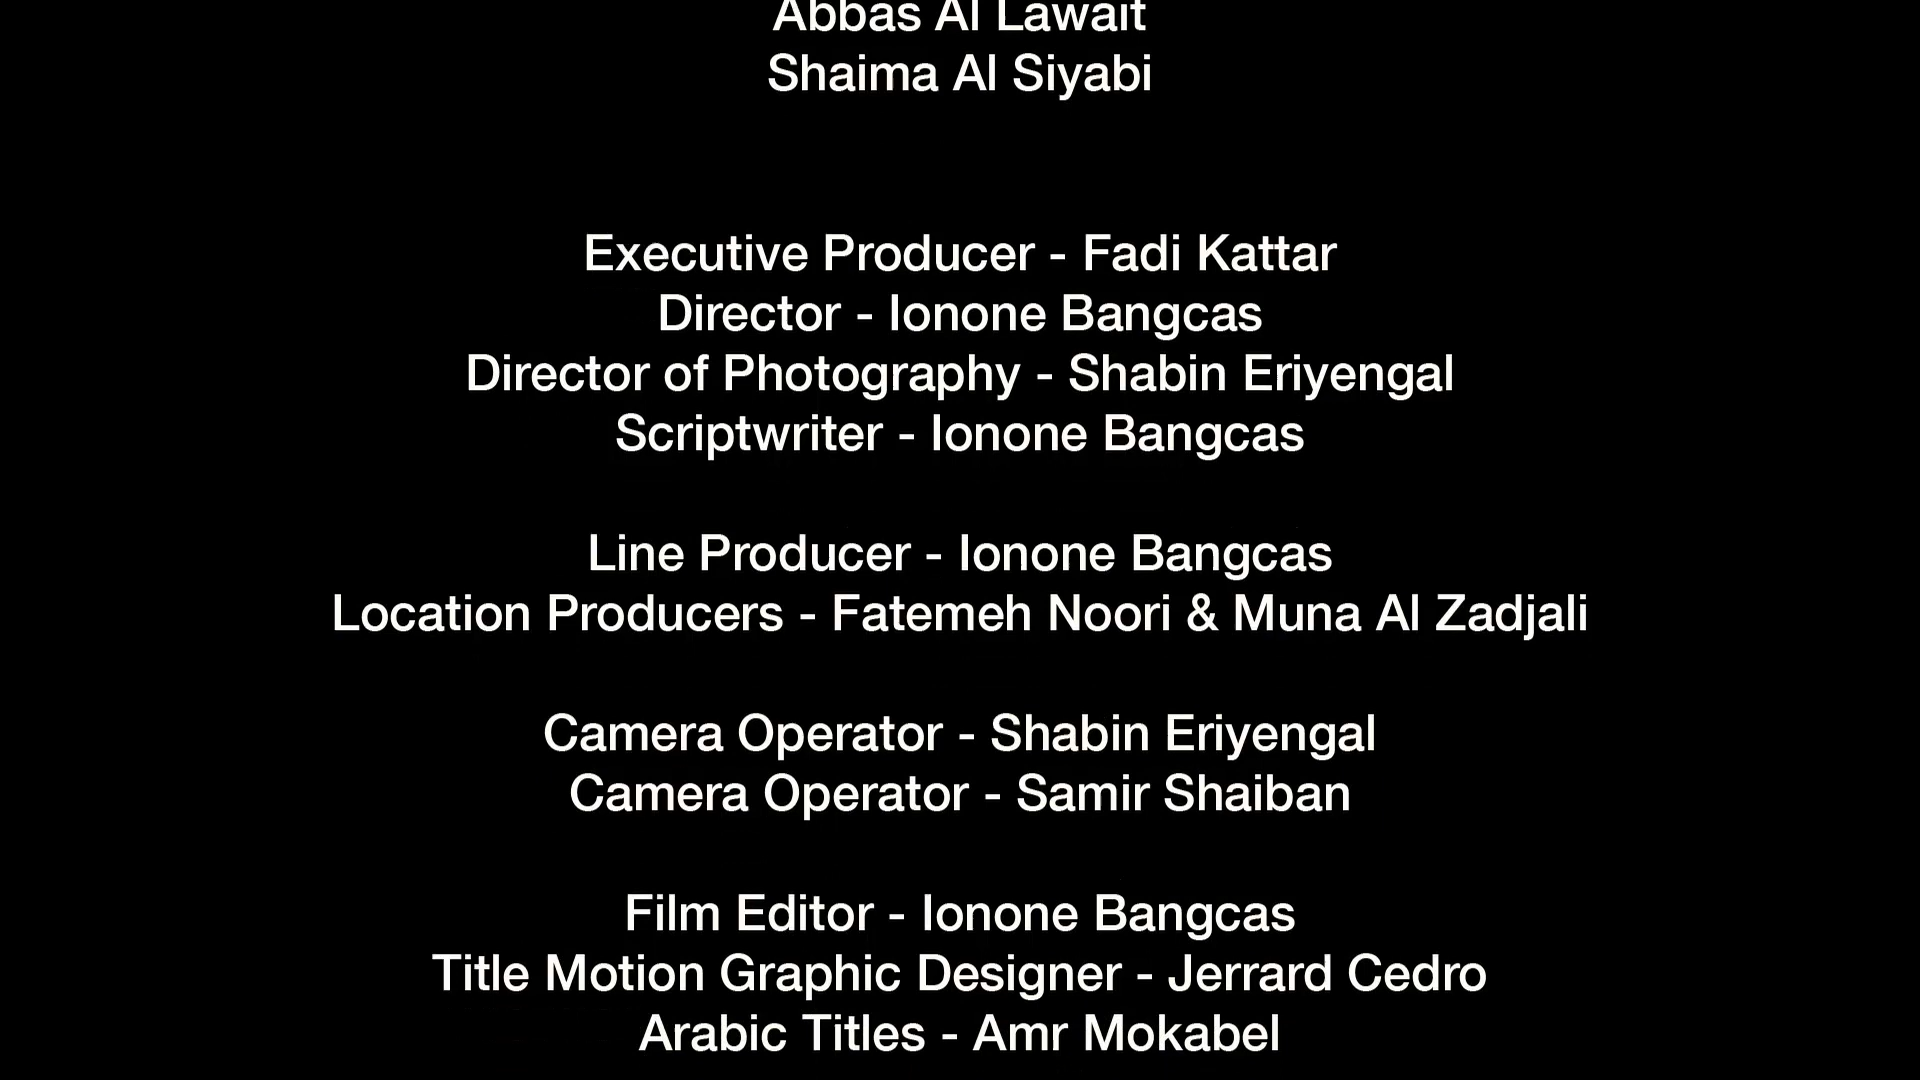 Abbas Al Lawait
Shaima Al Siyabi
Executive Producer - Fadi Kattar
Director - Ionone Bangcas
Director of Photography - Shabin Eriyengal
Scriptwriter - Ionone Bangcas
Line Producer - Ionone Bangcas
Location Producers - Fatemeh Noori & Muna Al Zadjali
Camera Operator - Shabin Eriyengal
Camera Operator - Samir Shaiban
Film Editor - Ionone Bangcas
Title Motion Graphic Designer - Jerrard Cedro
Arabic Titles - Amr Mokabel